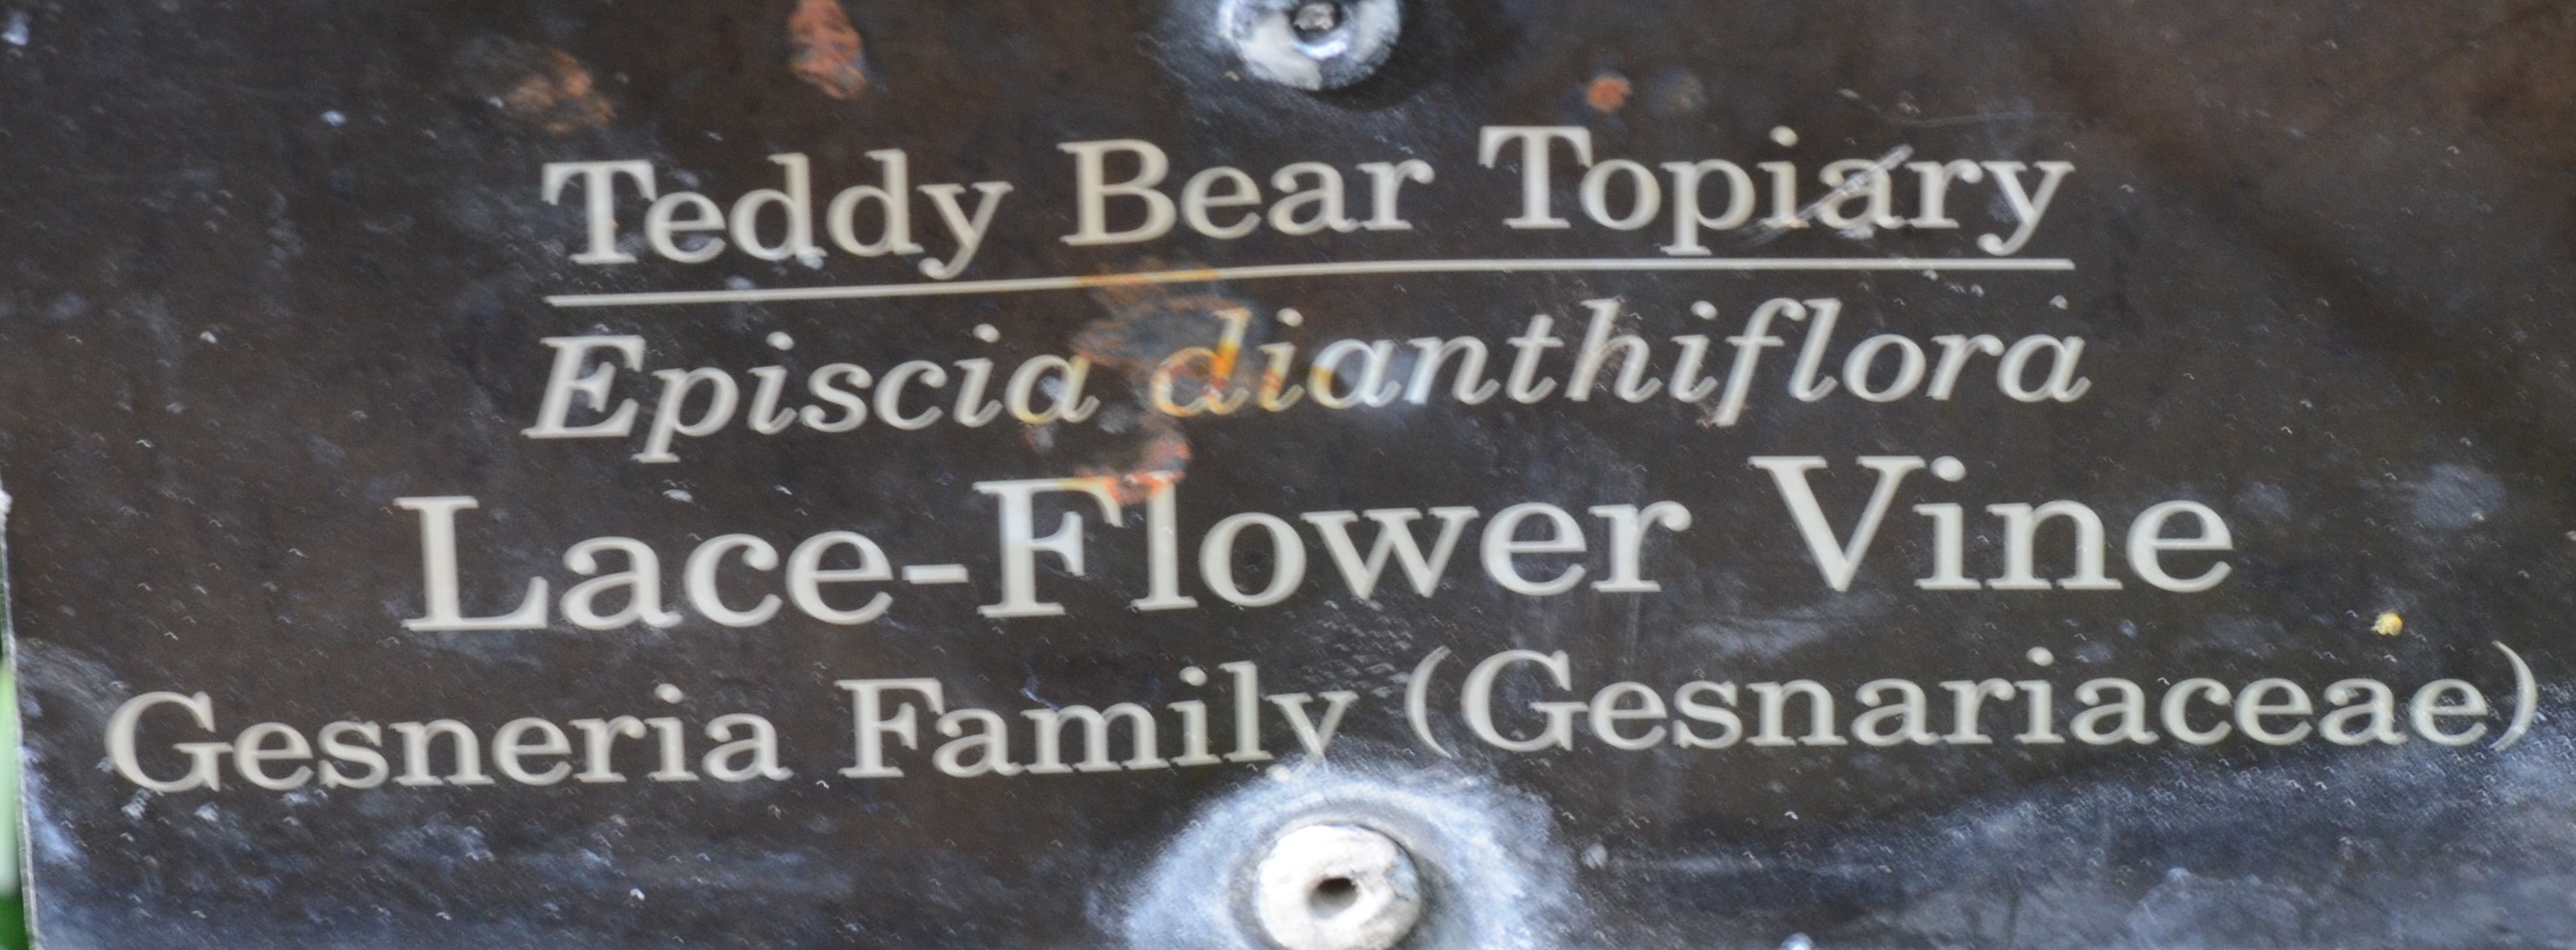 Teddy Bear Topiary
Episcia dianthiflora
Lace-Flower Vine
Gesneria Family (Gesnariaceae)